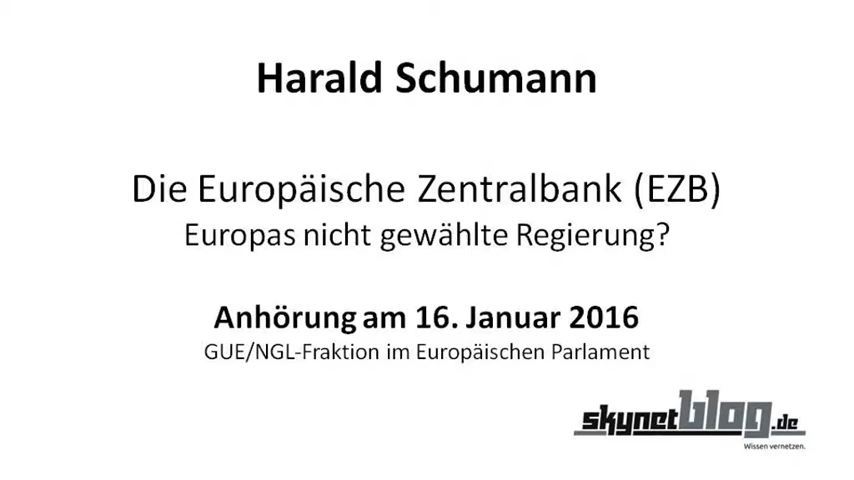 Harald Schumann
Die Europäische Zentralbank (EZB)
Europas nicht gewählte Regierung?
Anhörung am 16. Januar 2016
GUE/NGL-Fraktion im Europäischen Parlament
skynetblog.de
Wissen vernetzen.